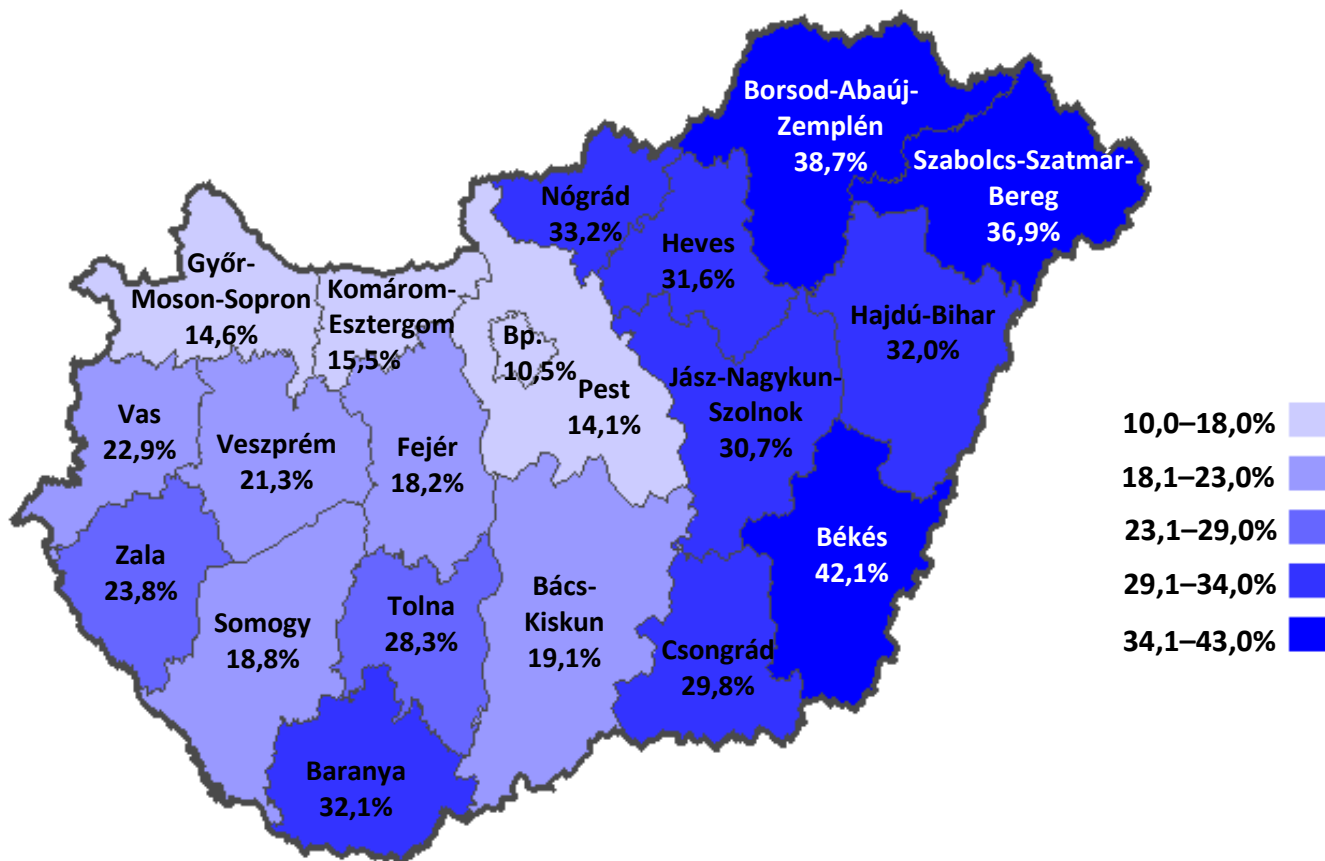 Borsod-Abaúj-
Zemplén
38,7%
Szabolcs-Szatmár-
Bereg
36,9%
Nógrád
33,2%
Heves
31,6%
Győr-
Moson-Sopron
14,6%
Komárom-
Esztergom
15,5%
Hajdú-Bihar
32,0%
Bp.
10,5%
Pest
14,1%
Jász-Nagykun-
Szolnok
30,7%
Vas
22,9%
Veszprém
21,3%
Fejér
18,2%
Zala
23,8%
Somogy
18,8%
Tolna
28,3%
Bács-
Kiskun
19,1%
Csongrád
29,8%
Békés
42,1%
Baranya
32,1%
10,0–18,0%
18,1–23,0%
23,1–29,0%
29,1–34,0%
34,1–43,0%